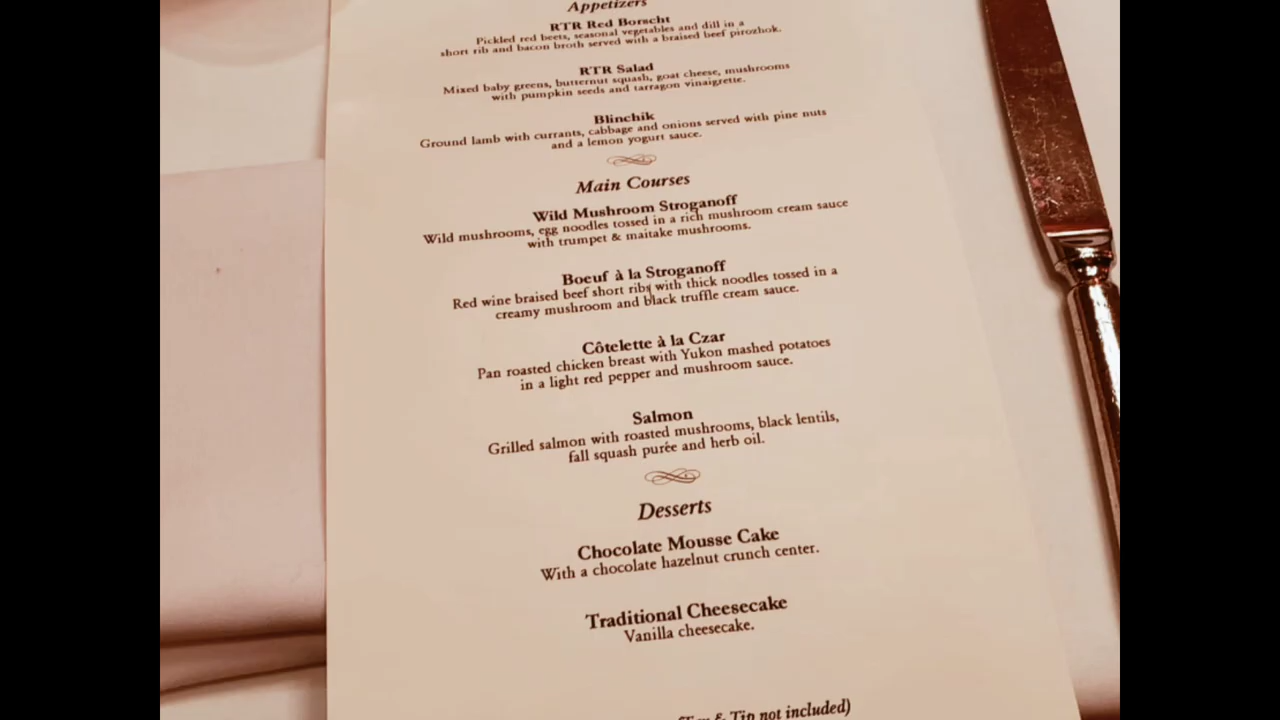 Appetizers
RTR Red Borscht
Pickled red beets, seasonal vegetables and dill in a
short rib and bacon broth served with a braised beef pirozhok.
RTR Salad
Mixed baby greens, butternut squash, goat cheese, mushrooms
with pumpkin seeds and tarragon vinaigrette.
Blinchik
Ground lamb with currants, cabbage and onions served with pine nuts
and a lemon yogurt sauce.
Main Courses
Wild Mushroom Stroganoff
Wild mushrooms, egg noodles tossed in a rich mushroom cream sauce
with trumpet & maitake mushrooms.
Boeuf à la Stroganoff
Red wine braised beef short ribs with thick noodles tossed in a
creamy mushroom and black truffle cream sauce.
Côtelette à la Czar
Pan roasted chicken breast with Yukon mashed potatoes
in a light red pepper and mushroom sauce.
Salmon
Grilled salmon with roasted mushrooms, black lentils,
fall squash purée and herb oil.
Desserts
Chocolate Mousse Cake
With a chocolate hazelnut crunch center.
Traditional Cheesecake
Vanilla cheesecake.
(Tax & Tip not included)